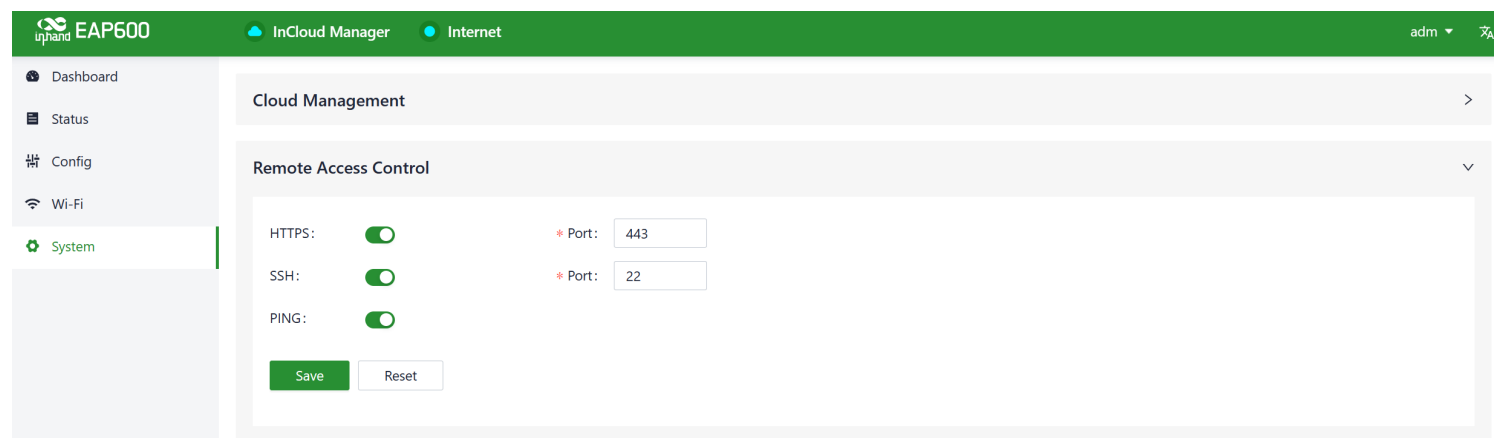 inhand EAP600
InCloud Manager
Internet
adm
Dashboard
Status
Config
Wi-Fi
System
Cloud Management
Remote Access Control
HTTPS:
* Port: 443
SSH:
* Port: 22
PING:
Save
Reset